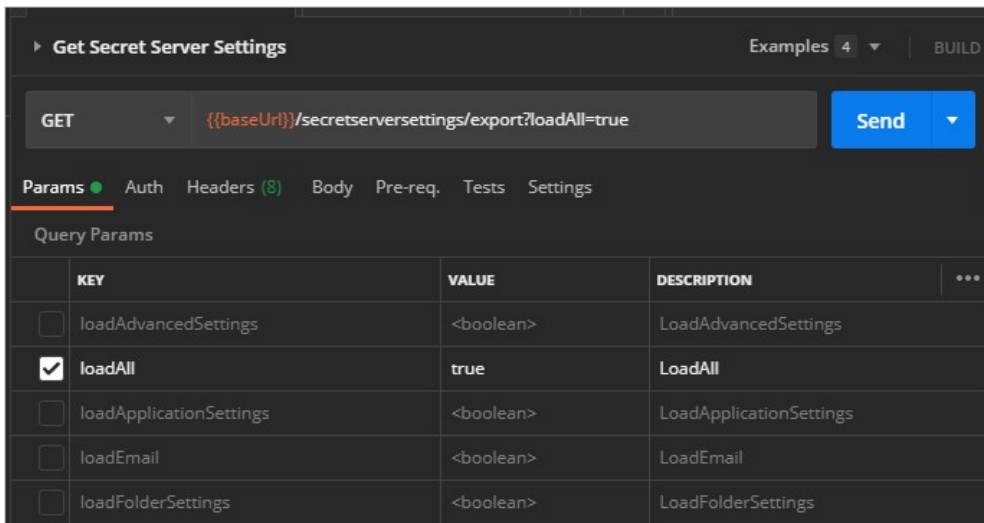 Get Secret Server Settings Examples 4 BUILD
GET {{baseUrl}}/secretserversettings/export?loadAll=true Send
Params Auth Headers (8) Body Pre-req. Tests Settings
Query Params
KEY VALUE DESCRIPTION •••
loadAdvancedSettings <boolean> LoadAdvancedSettings
loadAll true LoadAll
loadApplicationSettings <boolean> LoadApplicationSettings
loadEmail <boolean> LoadEmail
loadFolderSettings <boolean> LoadFolderSettings